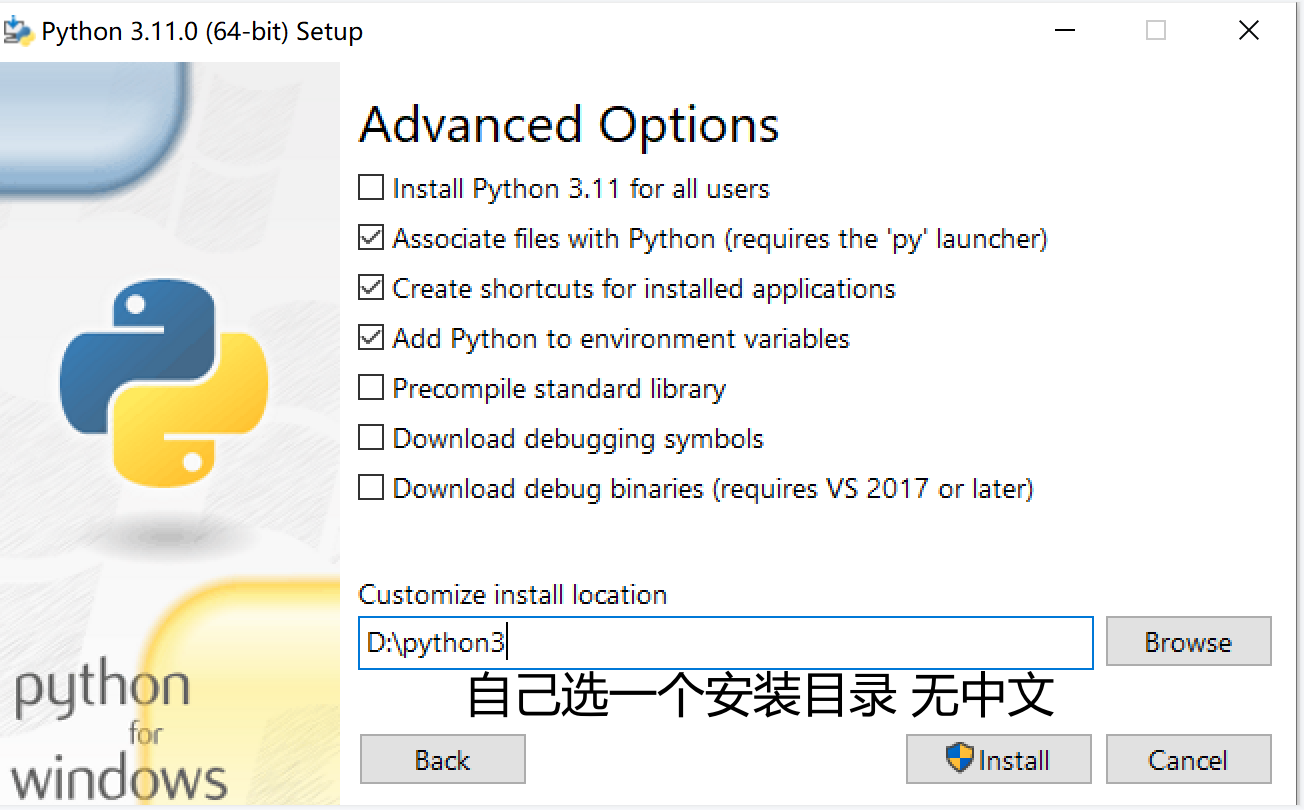 Python 3.11.0 (64-bit) Setup
Advanced Options
Install Python 3.11 for all users
Associate files with Python (requires the 'py' launcher)
Create shortcuts for installed applications
Add Python to environment variables
Precompile standard library
Download debugging symbols
Download debug binaries (requires VS 2017 or later)
Customize install location
D:\python3
Browse
自己选一个安装目录 无中文
python
for
windows
Back
Install
Cancel